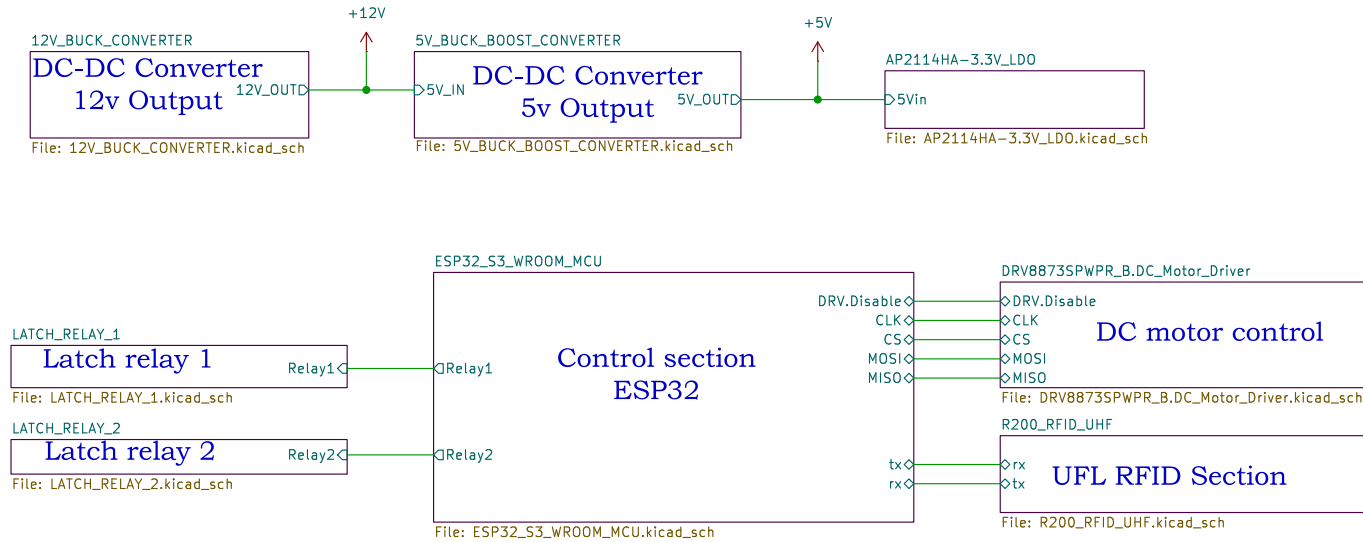 +12V
+5V
12V_BUCK_CONVERTER
DC-DC Converter
12v Output
12V_OUT
File: 12V_BUCK_CONVERTER.kicad_sch
5V_BUCK_BOOST_CONVERTER
5V_IN
DC-DC Converter
5v Output
5V_OUT
File: 5V_BUCK_BOOST_CONVERTER.kicad_sch
AP2114HA-3.3V_LDO
5Vin
File: AP2114HA-3.3V_LDO.kicad_sch
LATCH_RELAY_1
Latch relay 1
Relay1
File: LATCH_RELAY_1.kicad_sch
LATCH_RELAY_2
Latch relay 2
Relay2
File: LATCH_RELAY_2.kicad_sch
ESP32_S3_WROOM_MCU
Relay1
Relay2
Control section
ESP32
DRV.Disable
CLK
CS
MOSI
MISO
tx
rx
File: ESP32_S3_WROOM_MCU.kicad_sch
DRV8873SPWPR_B.DC_Motor_Driver
DRV.Disable
CLK
CS
MOSI
MISO
DC motor control
File: DRV8873SPWPR_B.DC_Motor_Driver.kicad_sch
R200_RFID_UHF
rx
tx
UFL RFID Section
File: R200_RFID_UHF.kicad_sch